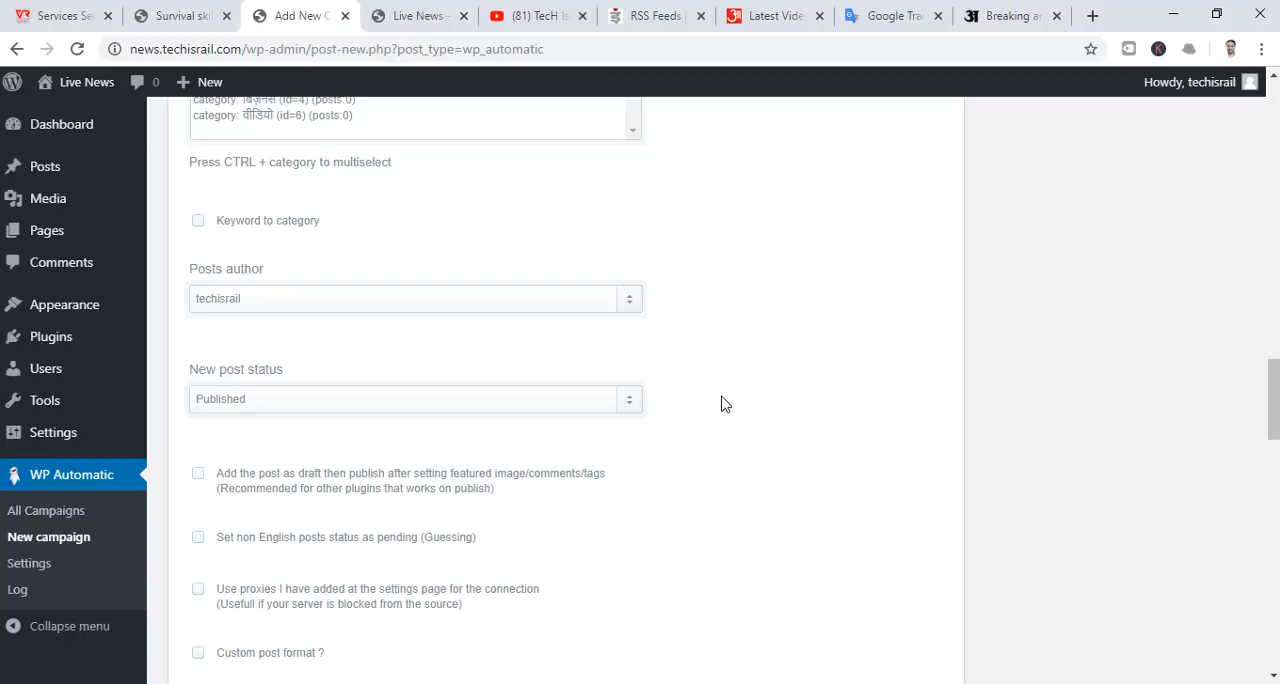 Services Se
Survival skil
Add New C
Live News -
(81) TecH Is
RSS Feeds
Latest Vide
Google Tra
Breaking a
news.techisrail.com/wp-admin/post-new.php?post_type=wp_automatic
Live News
0
New
Howdy, techisrail
Dashboard
Posts
Media
Pages
Comments
Appearance
Plugins
Users
Tools
Settings
WP Automatic
All Campaigns
New campaign
Settings
Log
Collapse menu
category: बिज़नेस (id=4) (posts:0)
category: वीडियो (id=6) (posts:0)
Press CTRL + category to multiselect
Keyword to category
Posts author
techisrail
New post status
Published
Add the post as draft then publish after setting featured image/comments/tags
(Recommended for other plugins that works on publish)
Set non English posts status as pending (Guessing)
Use proxies I have added at the settings page for the connection
(Usefull if your server is blocked from the source)
Custom post format ?